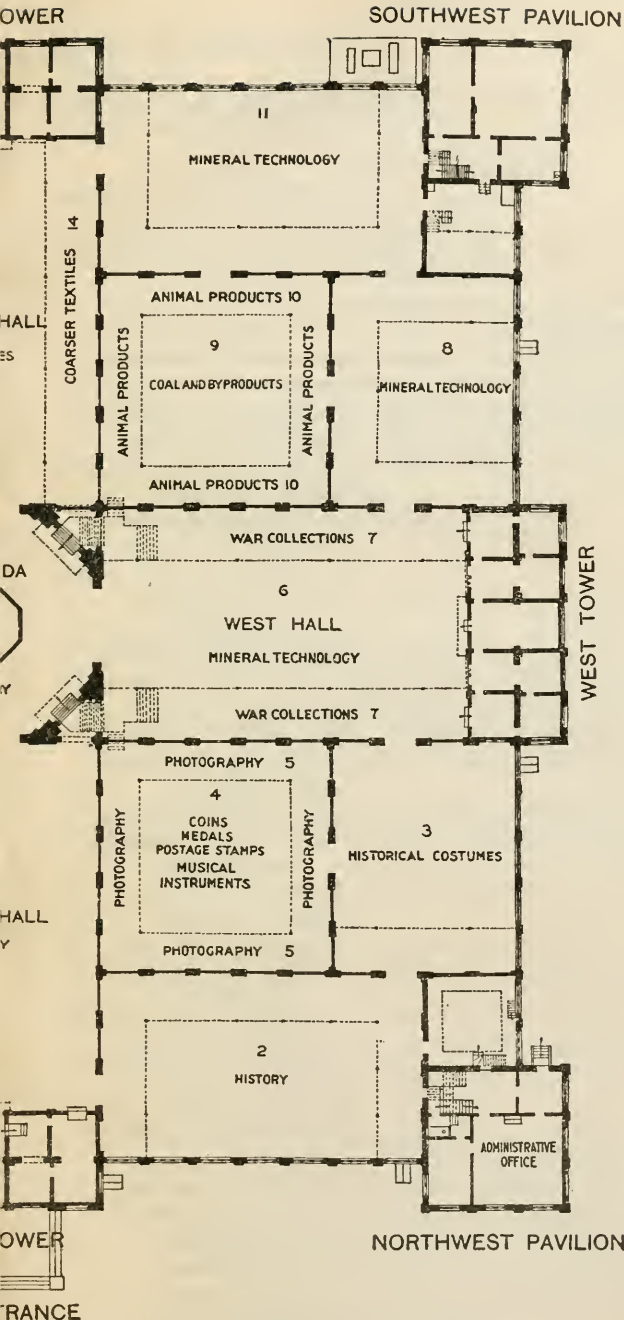 OWER
SOUTHWEST PAVILION
11
MINERAL TECHNOLOGY
COARSER TEXTILES 14
HALL
ES
ANIMAL PRODUCTS 10
ANIMAL PRODUCTS
9
COAL AND BYPRODUCTS
ANIMAL PRODUCTS
8
MINERAL TECHNOLOGY
ANIMAL PRODUCTS 10
WAR COLLECTIONS 7
DA
6
WEST HALL
MINERAL TECHNOLOGY
WEST TOWER
RY
WAR COLLECTIONS 7
PHOTOGRAPHY 5
4
COINS
MEDALS
POSTAGE STAMPS
MUSICAL
INSTRUMENTS
PHOTOGRAPHY
PHOTOGRAPHY
3
HISTORICAL COSTUMES
HALL
Y
PHOTOGRAPHY 5
2
HISTORY
ADMINISTRATIVE
OFFICE
OWER
NORTHWEST PAVILION
TRANCE